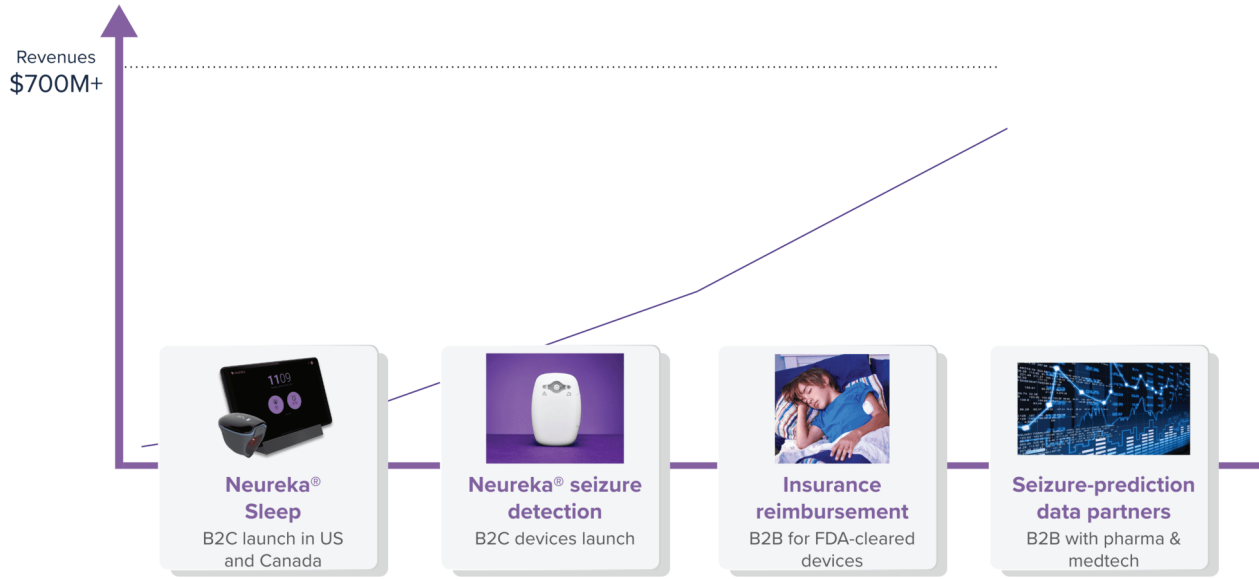 Revenues
$700M+
1109
Neureka®
Sleep
B2C launch in US
and Canada
Neureka® seizure
detection
B2C devices launch
Insurance
reimbursement
B2B for FDA-cleared
devices
Seizure-prediction
data partners
B2B with pharma &
medtech